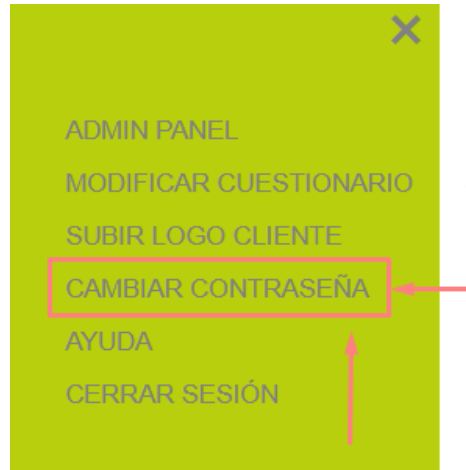 ADMIN PANEL
MODIFICAR CUESTIONARIO
SUBIR LOGO CLIENTE
CAMBIAR CONTRASEÑA
AYUDA
CERRAR SESIÓN